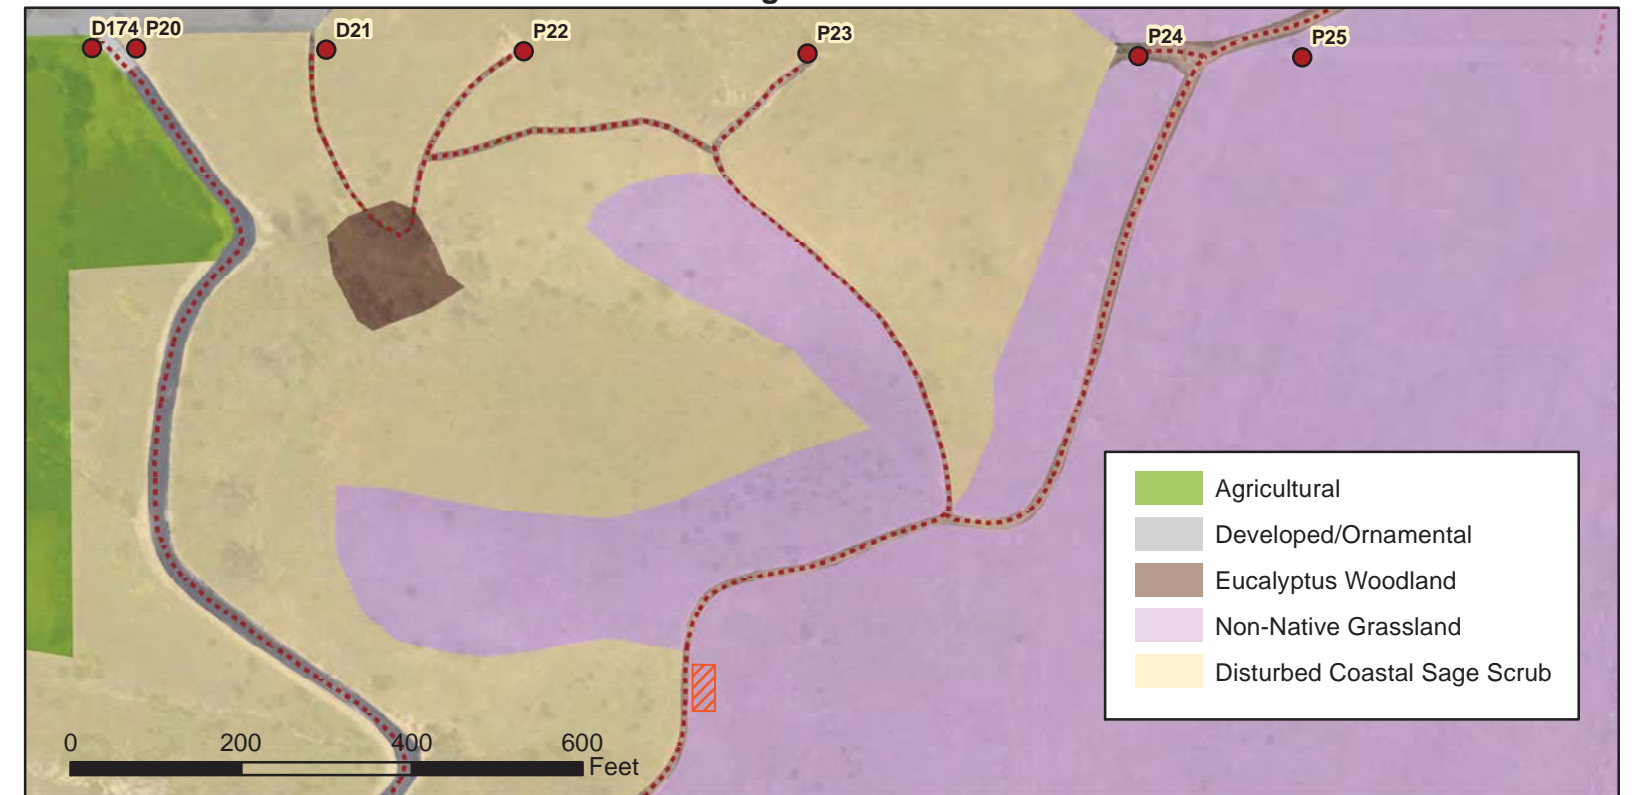 g
D174 P20 D21 P22 P23 P24 P25
Agricultural
Developed/Ornamental
Eucalyptus Woodland
Non-Native Grassland
Disturbed Coastal Sage Scrub
0 200 400 600
Feet